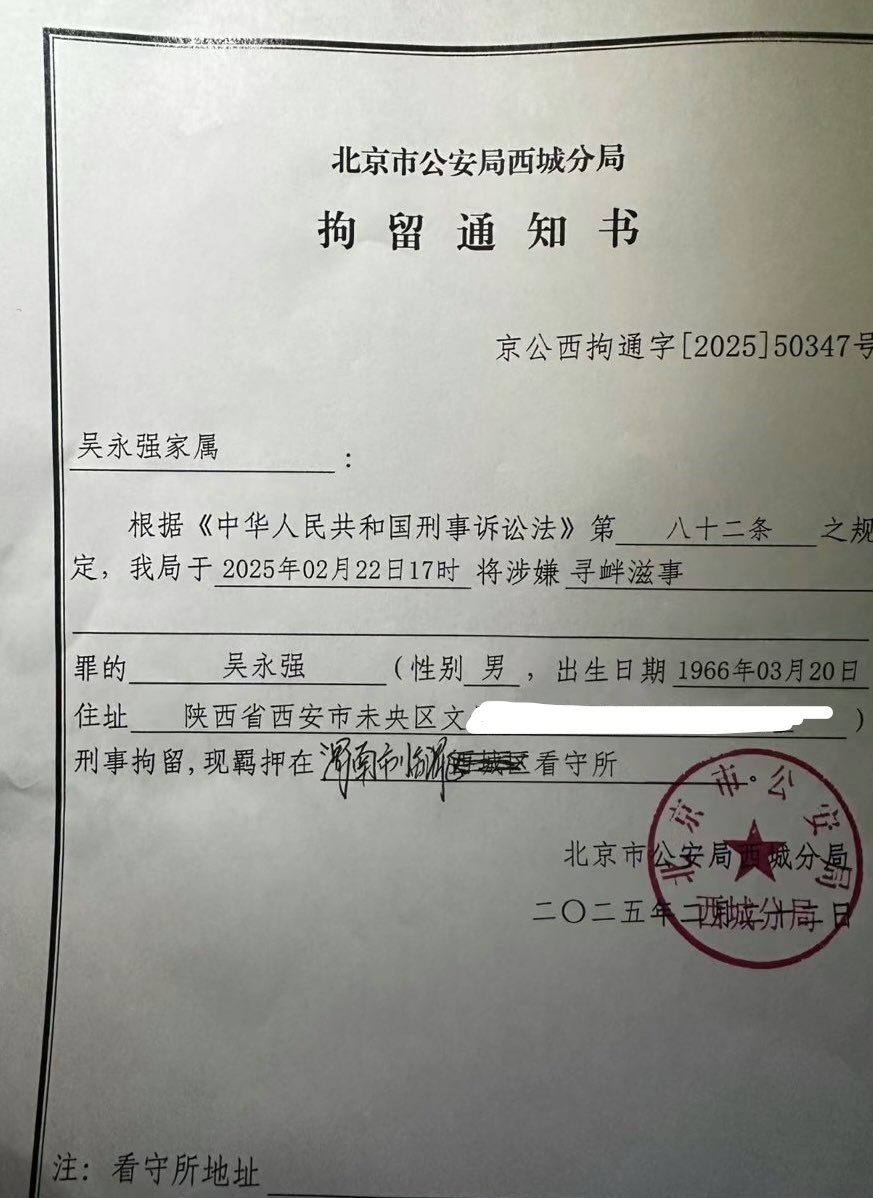 北京市公安局西城分局
拘留通知书
京公西拘通字[2025]50347号
吴永强家属：
根据《中华人民共和国刑事诉讼法》第八十二条之规
定，我局于2025年02月22日17时将涉嫌寻衅滋事
罪的吴永强（性别男，出生日期1966年03月20日
住址陕西省西安市未央区文）
刑事拘留,现羁押在渭南市临渭西城区看守所。
北京市公安局西城分局
二〇二五年二月二十二日
北京市公安局
西城分局
注：看守所地址